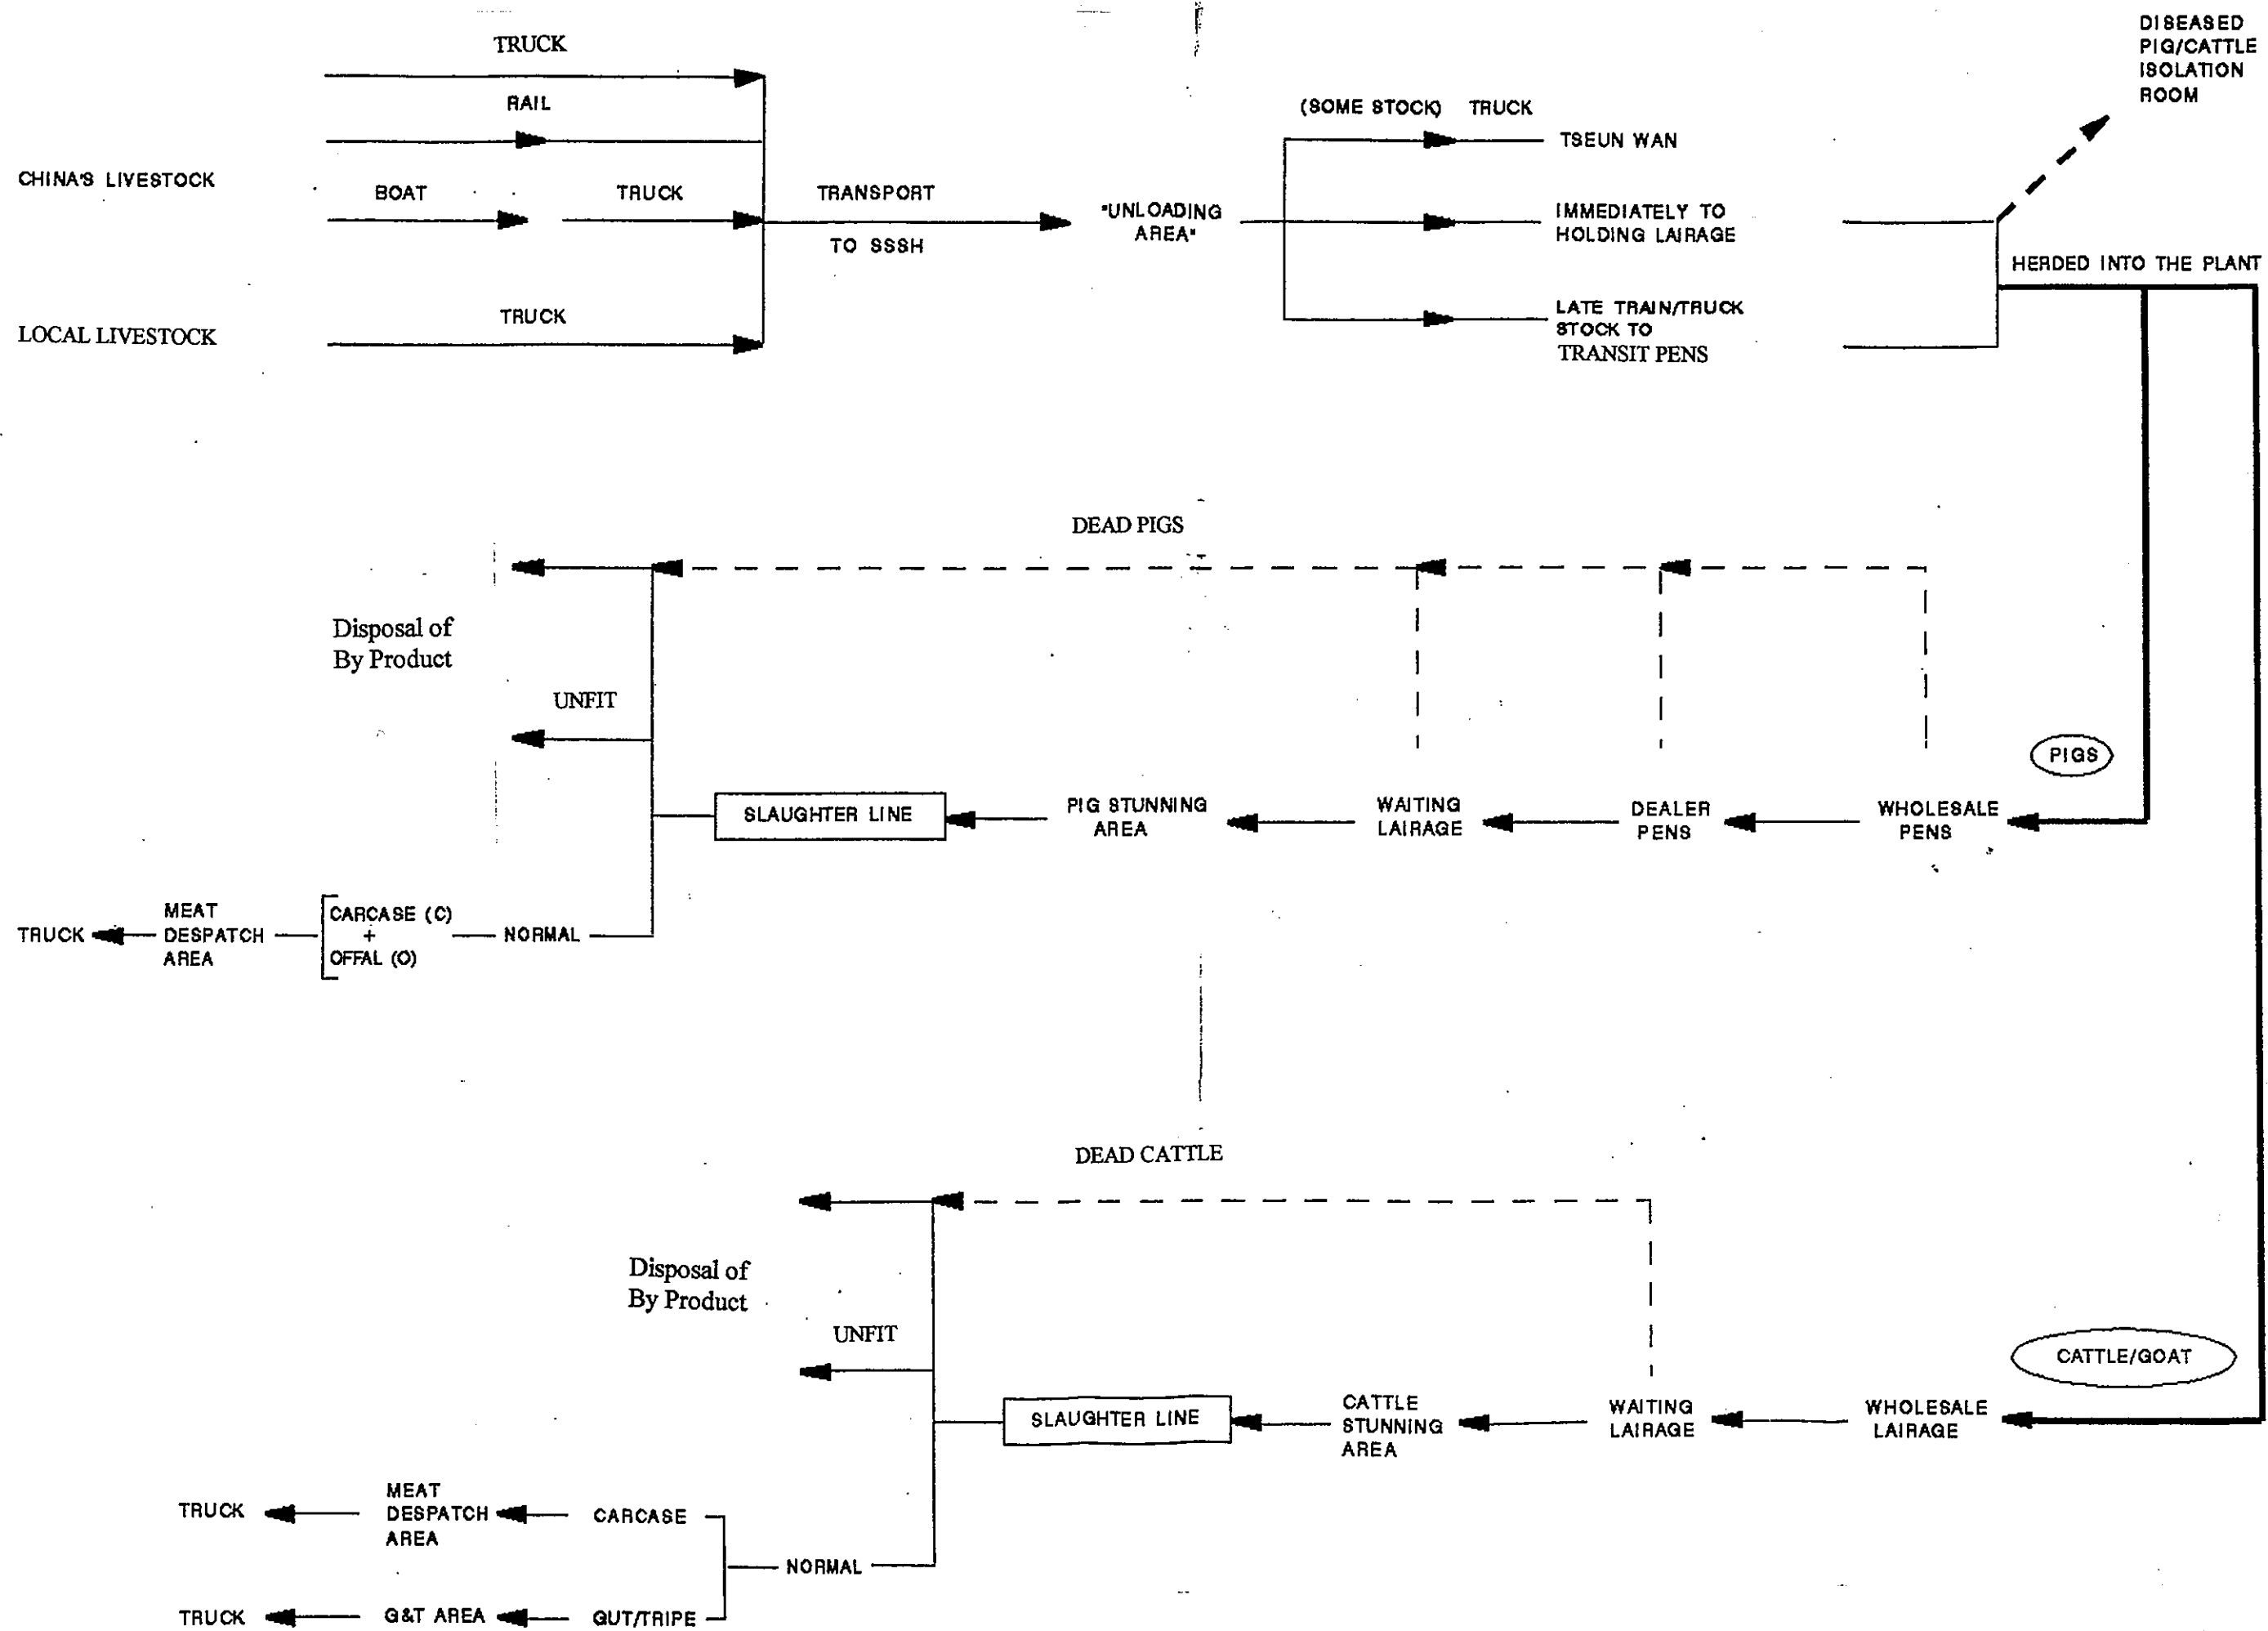 DISEASED
PIG/CATTLE
ISOLATION
ROOM
TRUCK
RAIL
(SOME STOCK) TRUCK
TSEUN WAN
CHINA'S LIVESTOCK
BOAT
TRUCK
TRANSPORT
TO SSSH
"UNLOADING
AREA"
IMMEDIATELY TO
HOLDING LAIRAGE
HERDED INTO THE PLANT
LOCAL LIVESTOCK
TRUCK
LATE TRAIN/TRUCK
STOCK TO
TRANSIT PENS
DEAD PIGS
Disposal of
By Product
UNFIT
PIGS
SLAUGHTER LINE
PIG STUNNING
AREA
WAITING
LAIRAGE
DEALER
PENS
WHOLESALE
PENS
TRUCK
MEAT
DESPATCH
AREA
CARCASE (C)
+
OFFAL (O)
NORMAL
DEAD CATTLE
Disposal of
By Product
UNFIT
CATTLE/GOAT
SLAUGHTER LINE
CATTLE
STUNNING
AREA
WAITING
LAIRAGE
WHOLESALE
LAIRAGE
TRUCK
MEAT
DESPATCH
AREA
CARCASE
NORMAL
TRUCK
G&T AREA
GUT/TRIPE